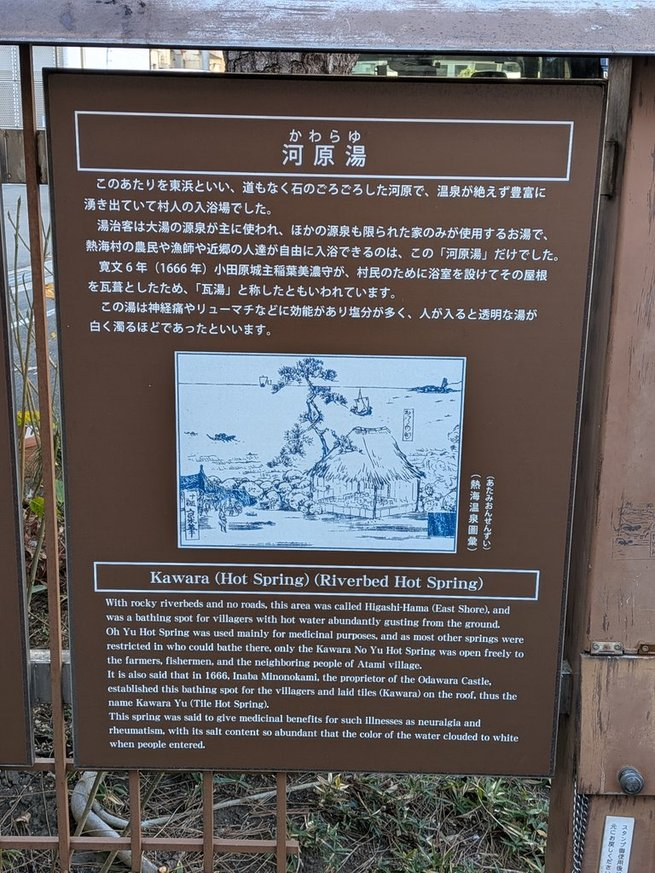 かわらゆ
河原湯
このあたりを東浜といい、道もなく石のごろごろした河原で、温泉が絶えず豊富に
湧き出ていて村人の入浴場でした。
湯治客は大湯の源泉が主に使われ、ほかの源泉も限られた家のみが使用するお湯で、
熱海村の農民や漁師や近郷の人達が自由に入浴できるのは、この「河原湯」だけでした。
寛文6年（1666年）小田原城主稲葉美濃守が、村民のために浴室を設けてその屋根
を瓦葺としたため、「瓦湯」と称したともいわれています。
この湯は神経痛やリューマチなどに効能があり塩分が多く、人が入ると透明な湯が
白く濁るほどであったといいます。
（あたみおんせんずい）
（熱海温泉圖彙）
Kawara (Hot Spring) (Riverbed Hot Spring)
With rocky riverbeds and no roads, this area was called Higashi-Hama (East Shore), and
was a bathing spot for villagers with hot water abundantly gusting from the ground.
Oh Yu Hot Spring was used mainly for medicinal purposes, and as most other springs were
restricted in who could bathe there, only the Kawara No Yu Hot Spring was open freely to
the farmers, fishermen, and the neighboring people of Atami village.
It is also said that in 1666, Inaba Minonokami, the proprietor of the Odawara Castle,
established this bathing spot for the villagers and laid tiles (Kawara) on the roof, thus the
name Kawara Yu (Tile Hot Spring).
This spring was said to give medicinal benefits for such illnesses as neuralgia and
rheumatism, with its salt content so abundant that the color of the water clouded to white
when people entered.
スタンプ御使用後
元にお戻しくださ